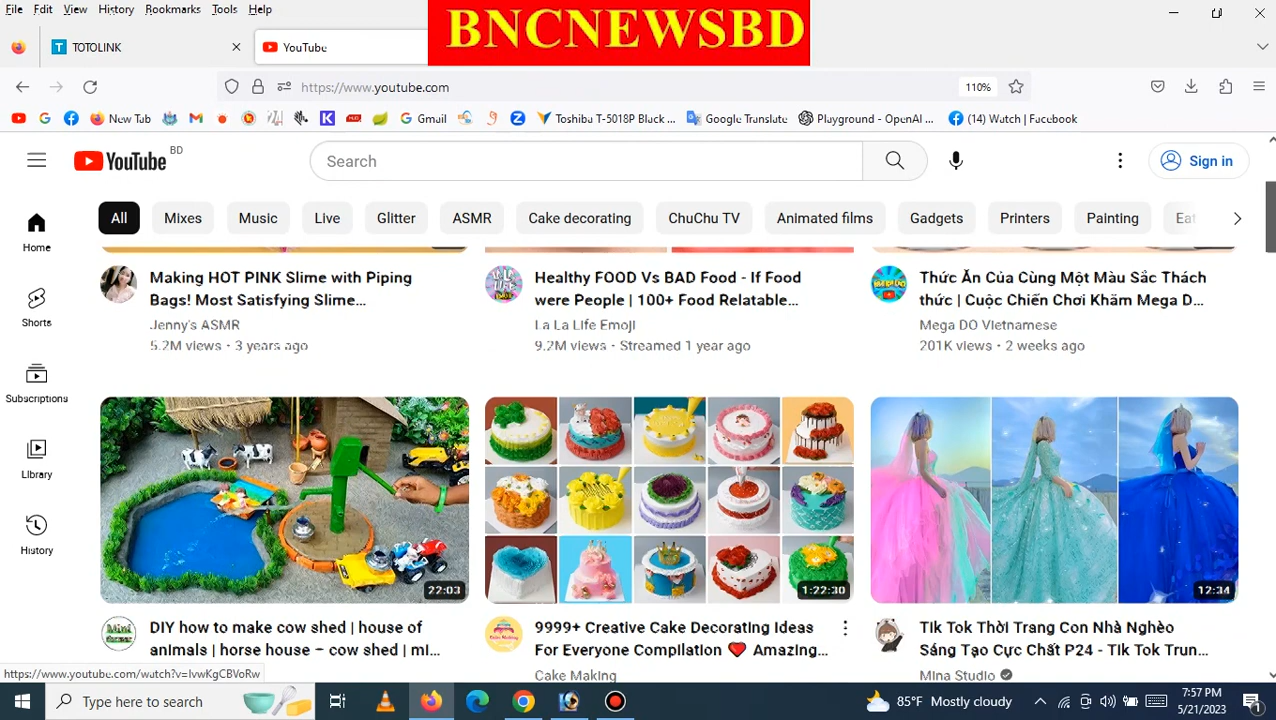 File Edit View History Bookmarks Tools Help
BNCNEWSBD
TOTOLINK
YouTube
https://www.youtube.com
110%
New Tab
Gmail
Toshiba T-5018P Black ...
Google Translate
Playground - OpenAI ...
(14) Watch | Facebook
YouTube BD
Search
Sign in
All Mixes Music Live Glitter ASMR Cake decorating ChuChu TV Animated films Gadgets Printers Painting Eat
Home
Shorts
Subscriptions
Library
History
Making HOT PINK Slime with Piping
Bags! Most Satisfying Slime...
Jenny's ASMR
5.2M views • 3 years ago
Healthy FOOD Vs BAD Food - If Food
were People | 100+ Food Relatable...
La La Life Emoji
9.2M views • Streamed 1 year ago
Thức Ăn Của Cùng Một Màu Sắc Thách
thức | Cuộc Chiến Chơi Khăm Mega D...
Mega DO Vietnamese
201K views • 2 weeks ago
22:03
1:22:30
12:34
DIY how to make cow shed | house of
animals | horse house – cow shed | mi...
9999+ Creative Cake Decorating Ideas
For Everyone Compilation ❤️ Amazing...
Cake Making
Tik Tok Thời Trang Con Nhà Nghèo
Sáng Tạo Cực Chất P24 - Tik Tok Trun...
Mina Studio
https://www.youtube.com/watch?v=IvwKgCBVoRw
Type here to search
85°F Mostly cloudy
7:57 PM
5/21/2023
1